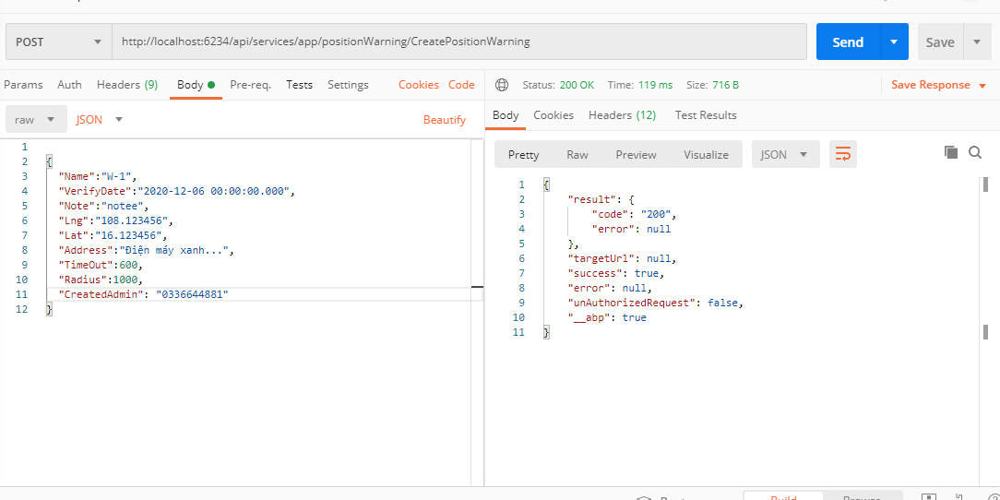 POST
http://localhost:6234/api/services/app/positionWarning/CreatePositionWarning
Send
Save
Params Auth Headers (9) Body Pre-req. Tests Settings Cookies Code
Status: 200 OK Time: 119 ms Size: 716 B Save Response
raw JSON Beautify
Body Cookies Headers (12) Test Results
Pretty Raw Preview Visualize JSON
1
2 {
3 "Name":"W-1",
4 "VerifyDate":"2020-12-06 00:00:00.000",
5 "Note":"notee",
6 "Lng":"108.123456",
7 "Lat":"16.123456",
8 "Address":"Điện máy xanh...",
9 "TimeOut":600,
10 "Radius":1000,
11 "CreatedAdmin": "0336644881"
12 }
1 {
2 "result": {
3 "code": "200",
4 "error": null
5 },
6 "targetUrl": null,
7 "success": true,
8 "error": null,
9 "unAuthorizedRequest": false,
10 "__abp": true
11 }
Build Browse